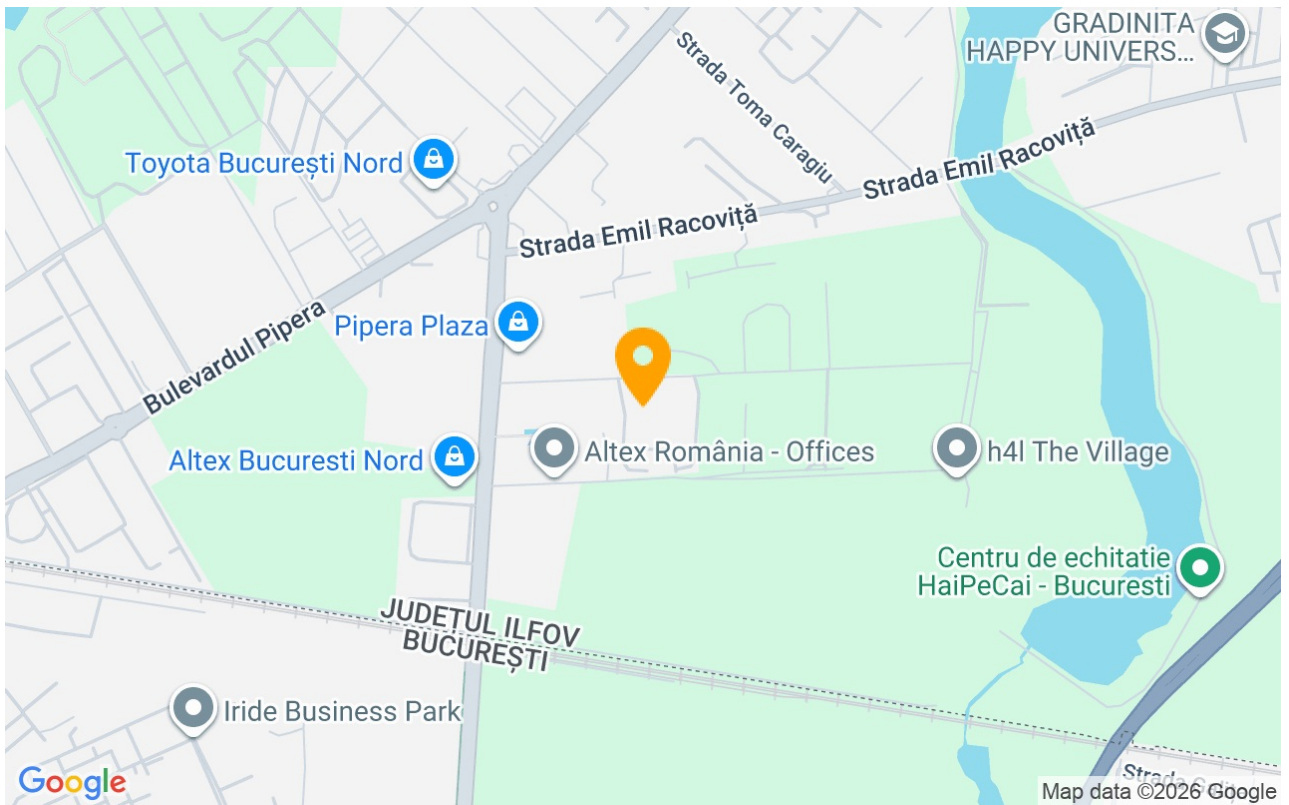 GRADINITA
HAPPY UNIVERS...
Strada Toma Caragiu
Toyota București Nord
Strada Emil Racoviță
Strada Emil Racoviță
Bulevardul Pipera
Pipera Plaza
Altex Bucuresti Nord
Altex România - Offices
h4l The Village
Centru de echitatie
HaiPeCai - Bucuresti
JUDEȚUL ILFOV
BUCUREȘTI
Iride Business Park
Google
Strada
Map data ©2026 Google